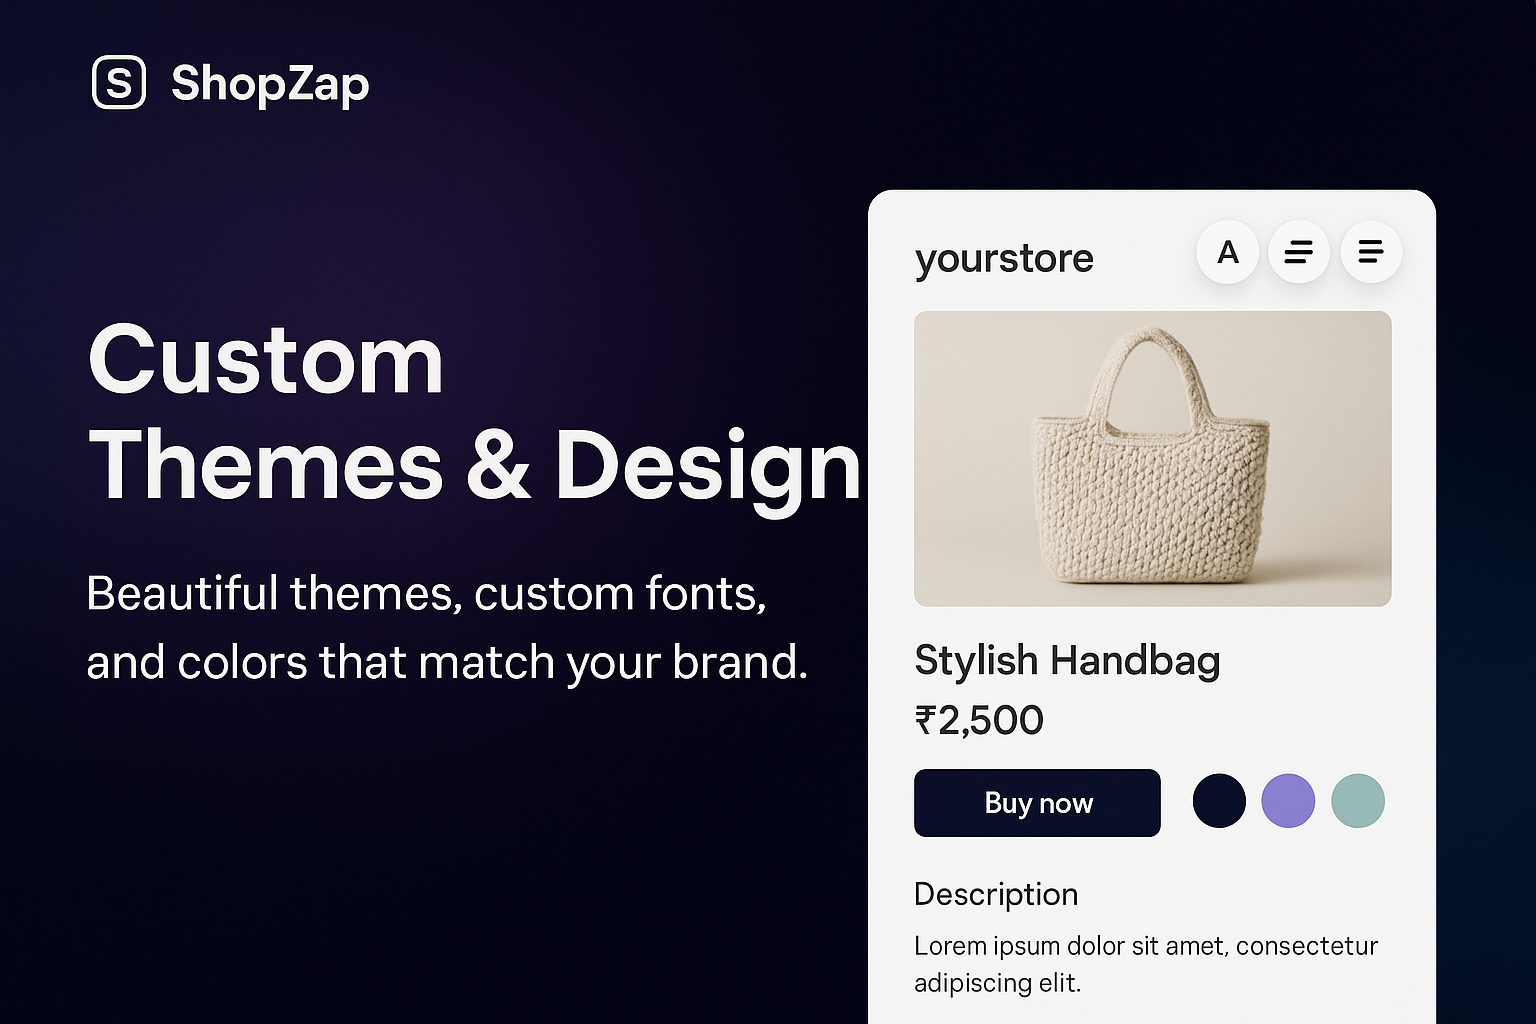 S ShopZap
Custom
Themes & Design
Beautiful themes, custom fonts,
and colors that match your brand.
yourstore
A
Stylish Handbag
₹2,500
Buy now
Description
Lorem ipsum dolor sit amet, consectetur
adipiscing elit.